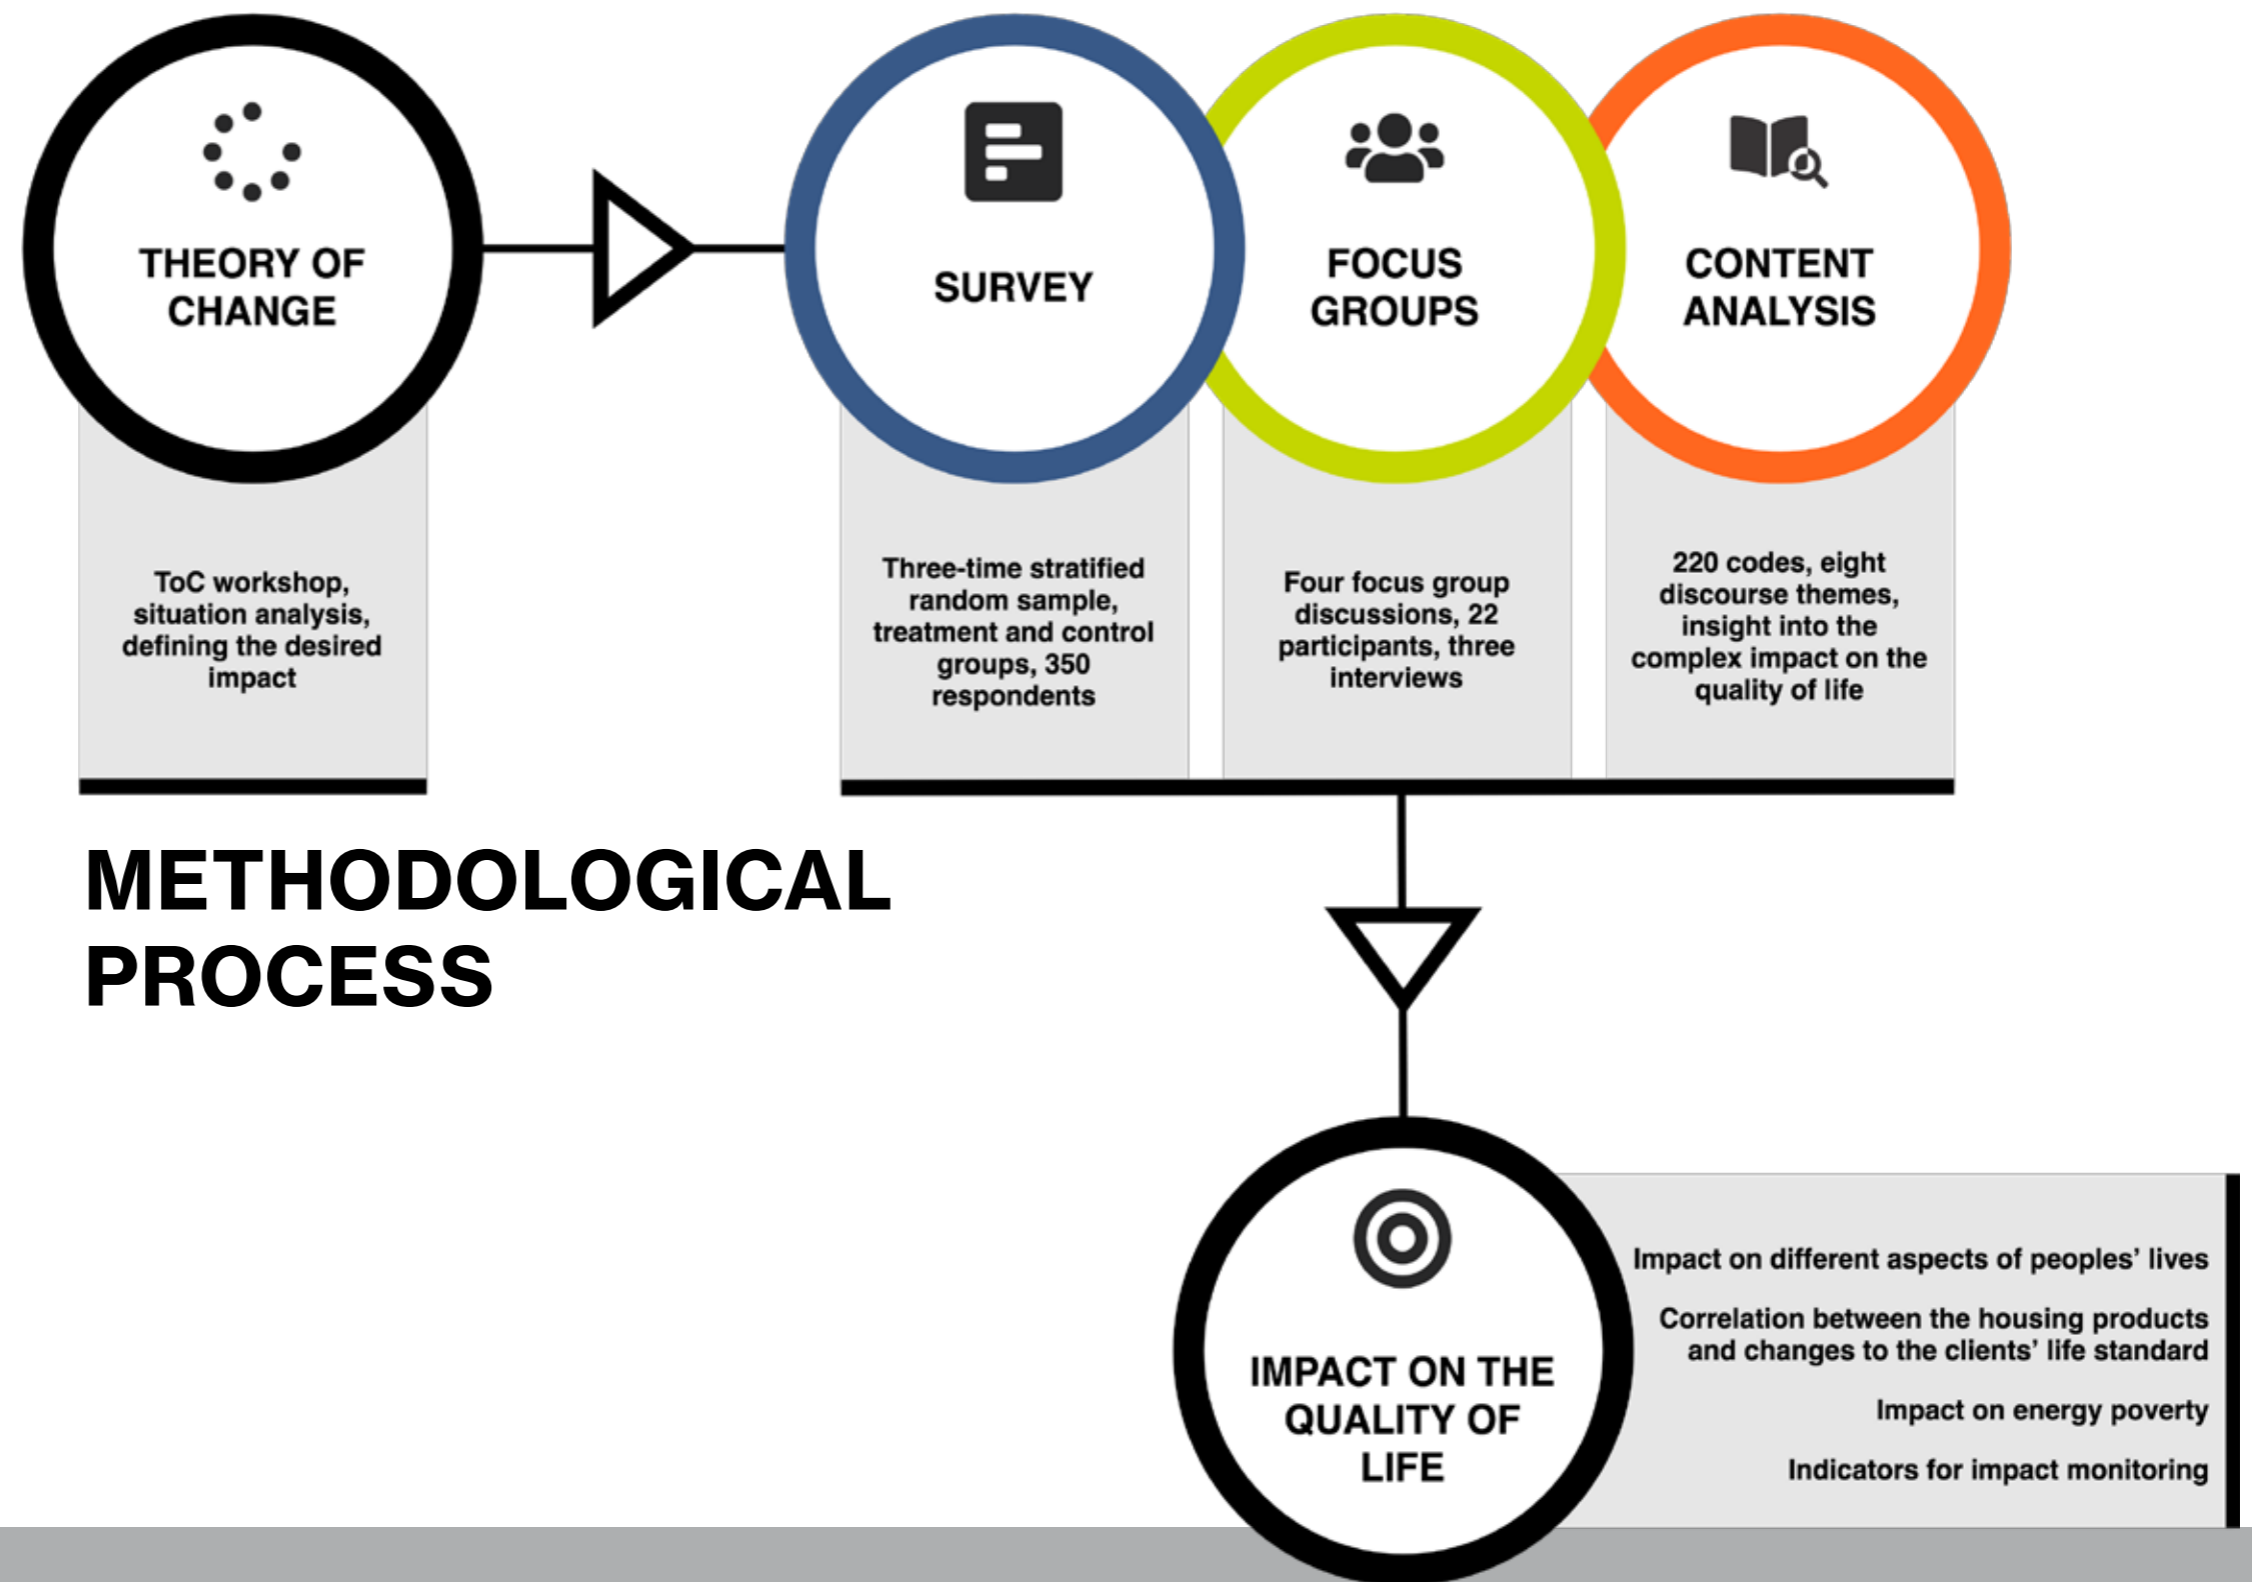 THEORY OF
CHANGE
ToC workshop,
situation analysis,
defining the desired
impact
SURVEY
Three-time stratified
random sample,
treatment and control
groups, 350
respondents
FOCUS
GROUPS
Four focus group
discussions, 22
participants, three
interviews
CONTENT
ANALYSIS
220 codes, eight
discourse themes,
insight into the
complex impact on the
quality of life
METHODOLOGICAL
PROCESS
IMPACT ON THE
QUALITY OF
LIFE
Impact on different aspects of peoples’ lives
Correlation between the housing products
and changes to the clients’ life standard
Impact on energy poverty
Indicators for impact monitoring